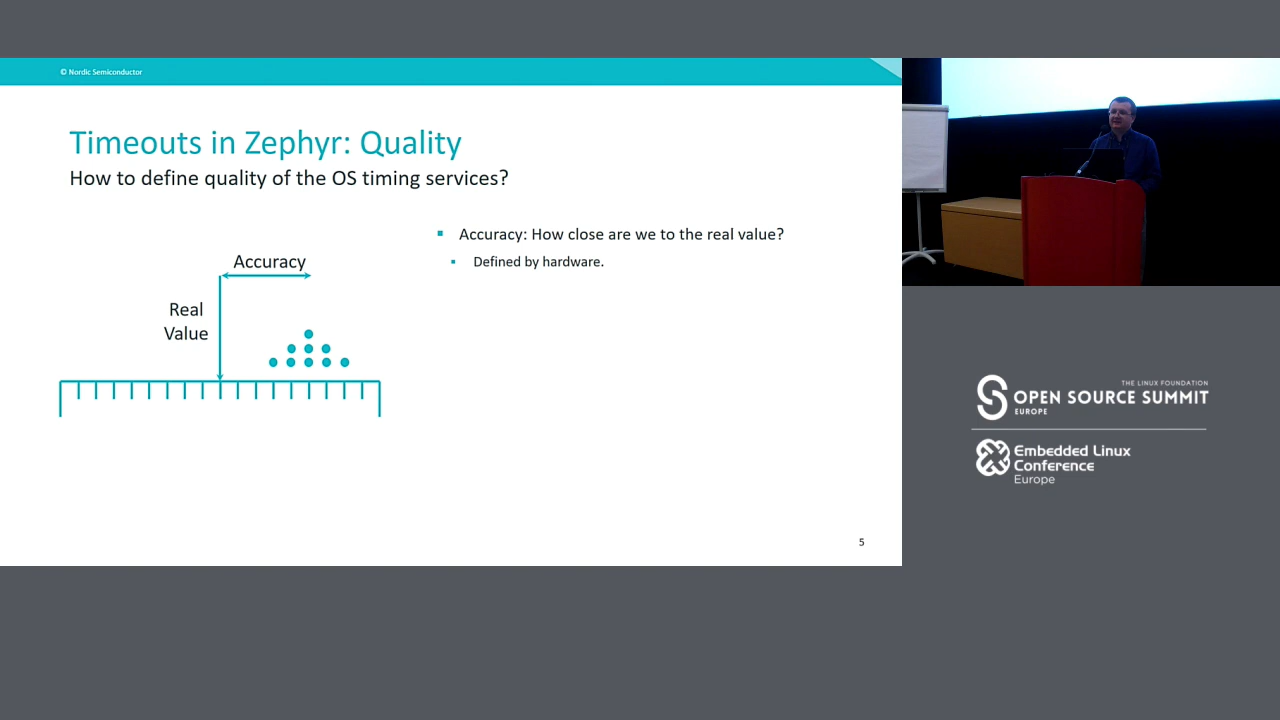 © Nordic Semiconductor
Timeouts in Zephyr: Quality
How to define quality of the OS timing services?
Accuracy: How close are we to the real value?
Defined by hardware.
Accuracy
Real
Value
5
THE LINUX FOUNDATION
OPEN SOURCE SUMMIT
EUROPE
Embedded Linux
Conference
Europe